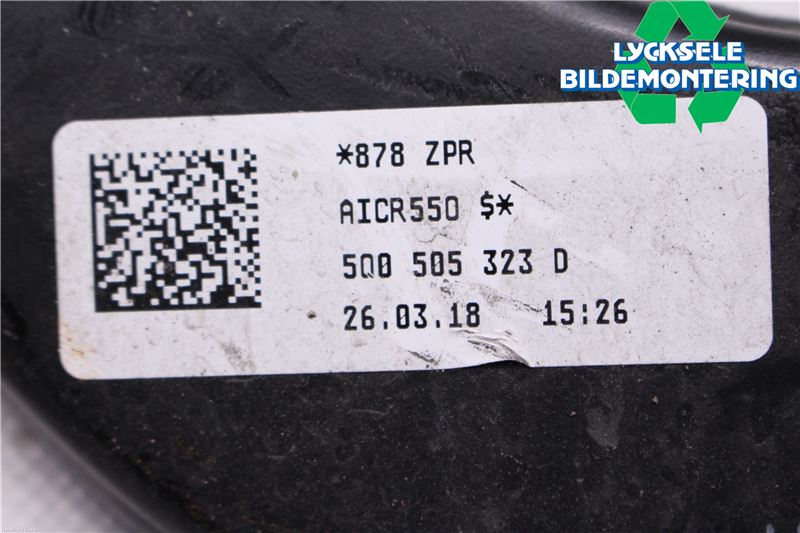 LYCKSELE
BILDEMONTERING
*878 ZPR
AICR550 $*
5Q0 505 323 D
26.03.18 15:26